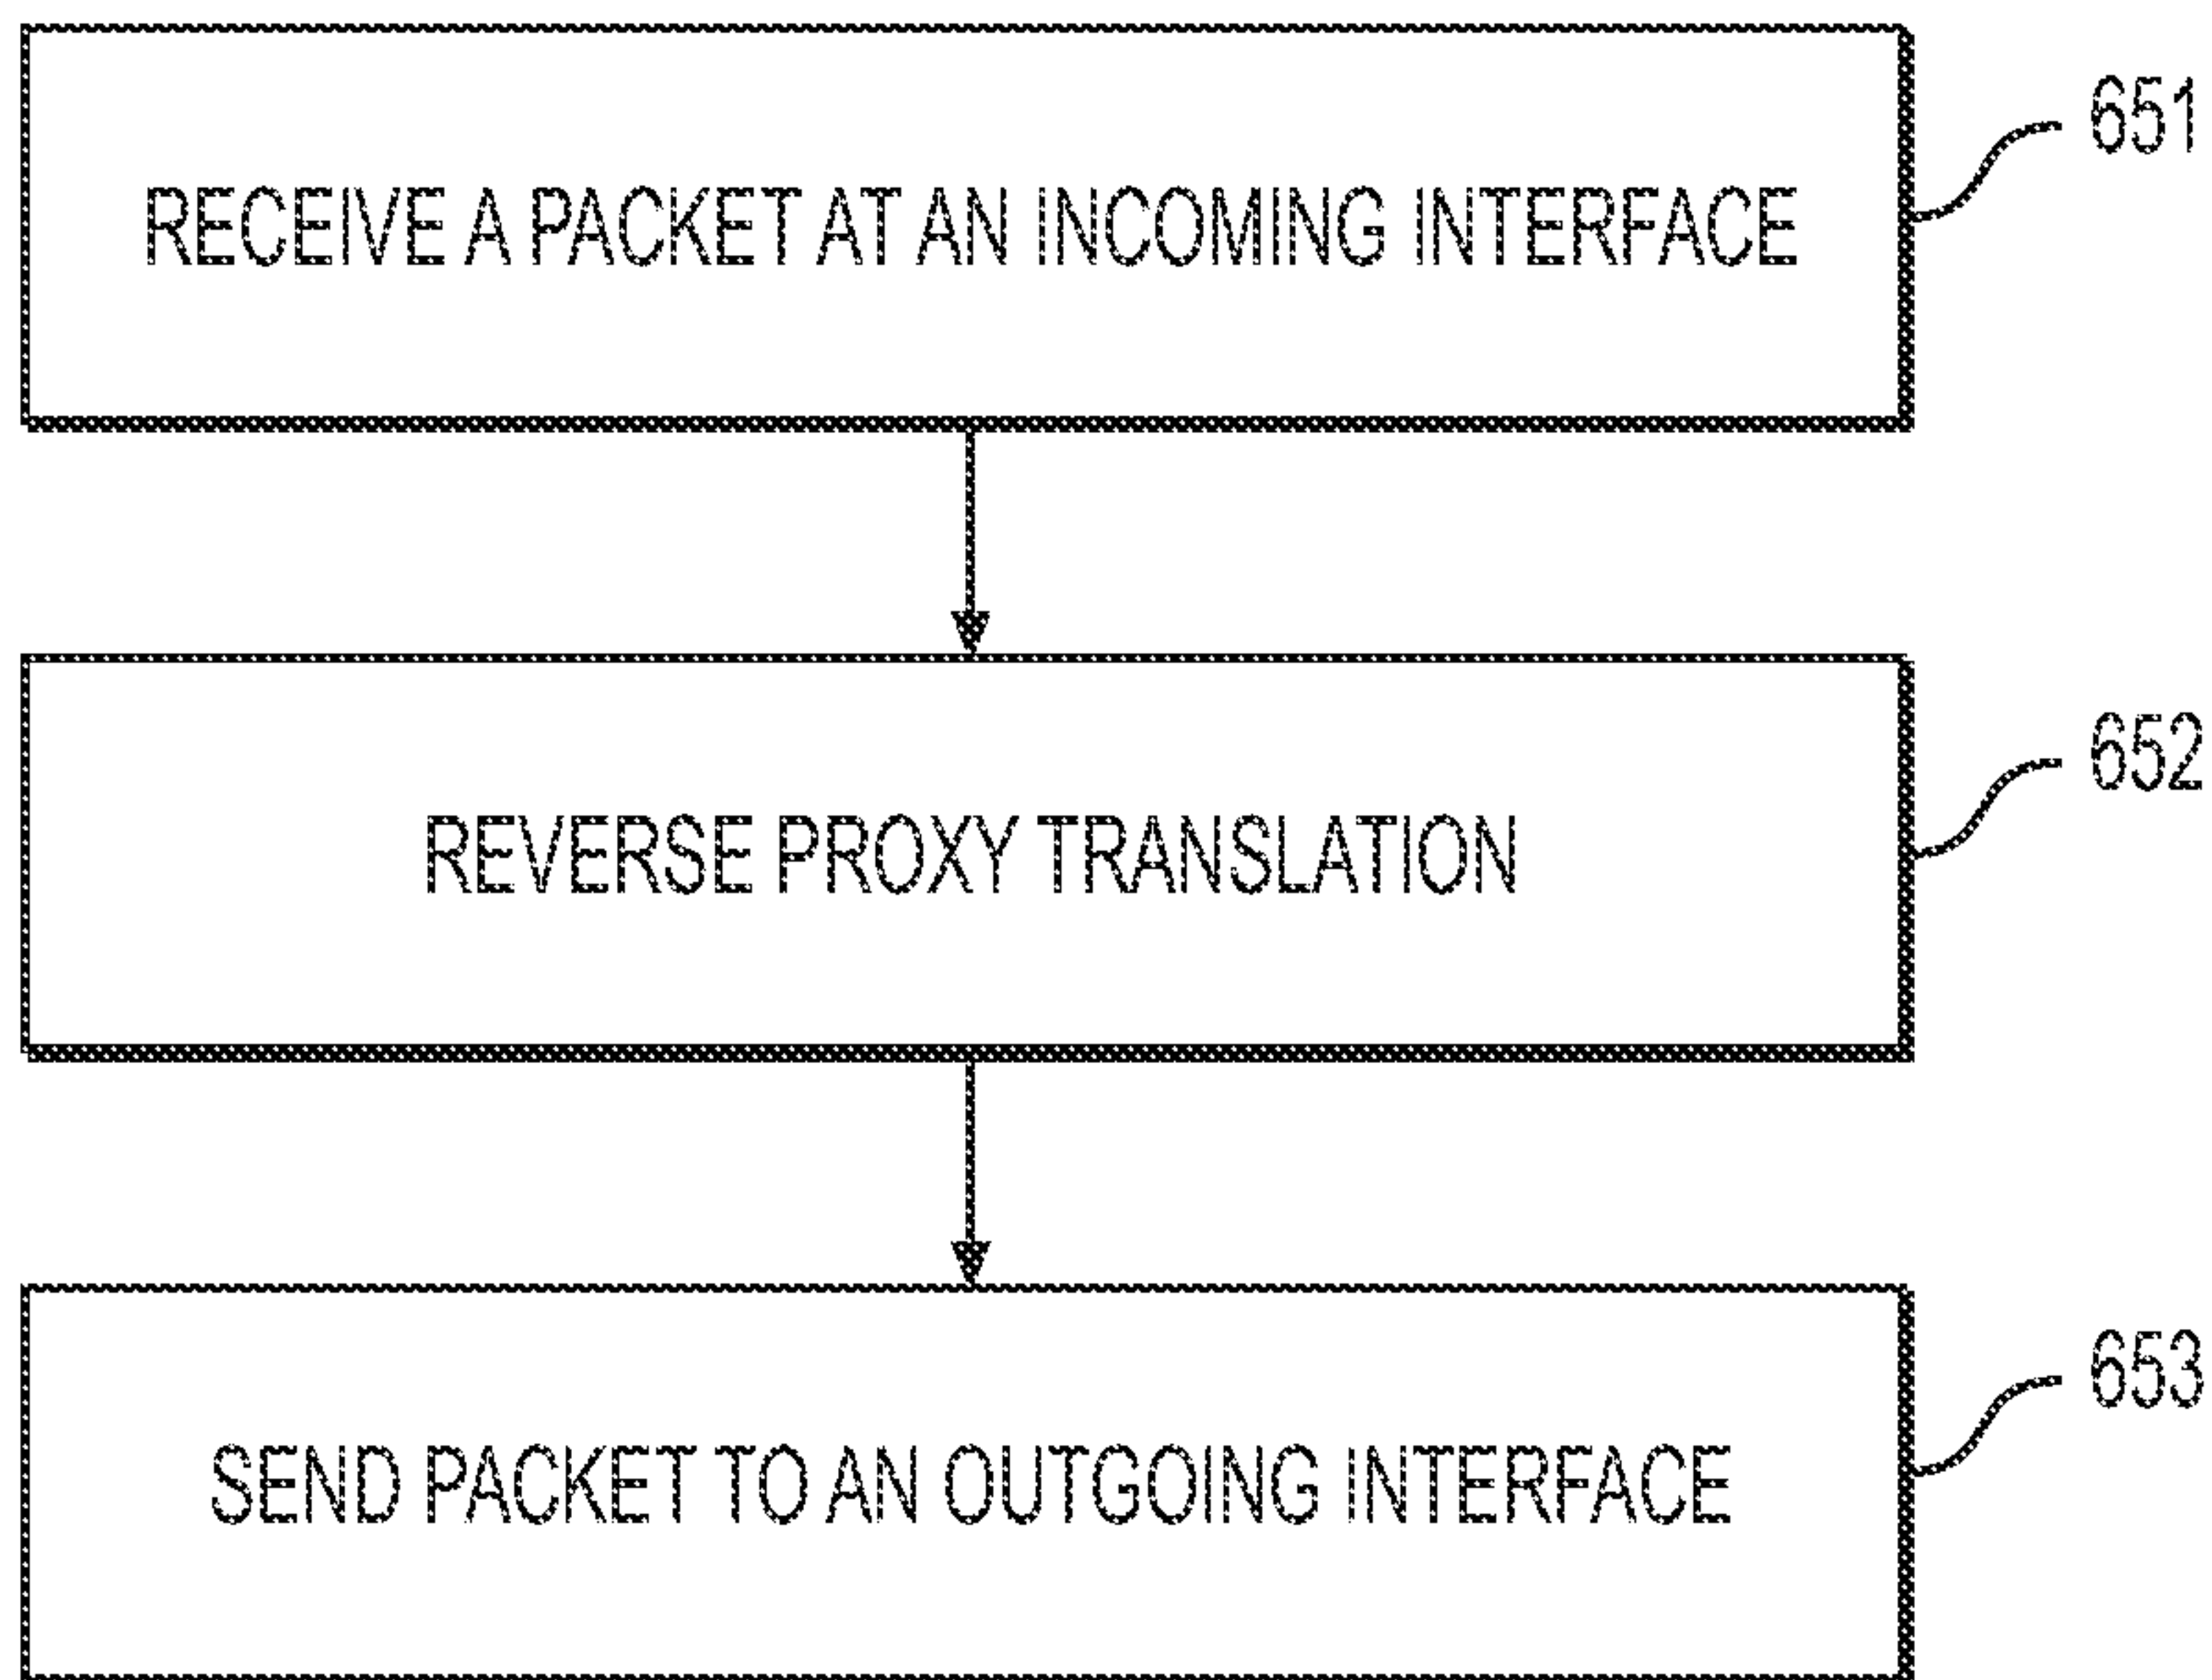 RECEIVE A PACKET AT AN INCOMING INTERFACE
651
REVERSE PROXY TRANSLATION
652
SEND PACKET TO AN OUTGOING INTERFACE
653